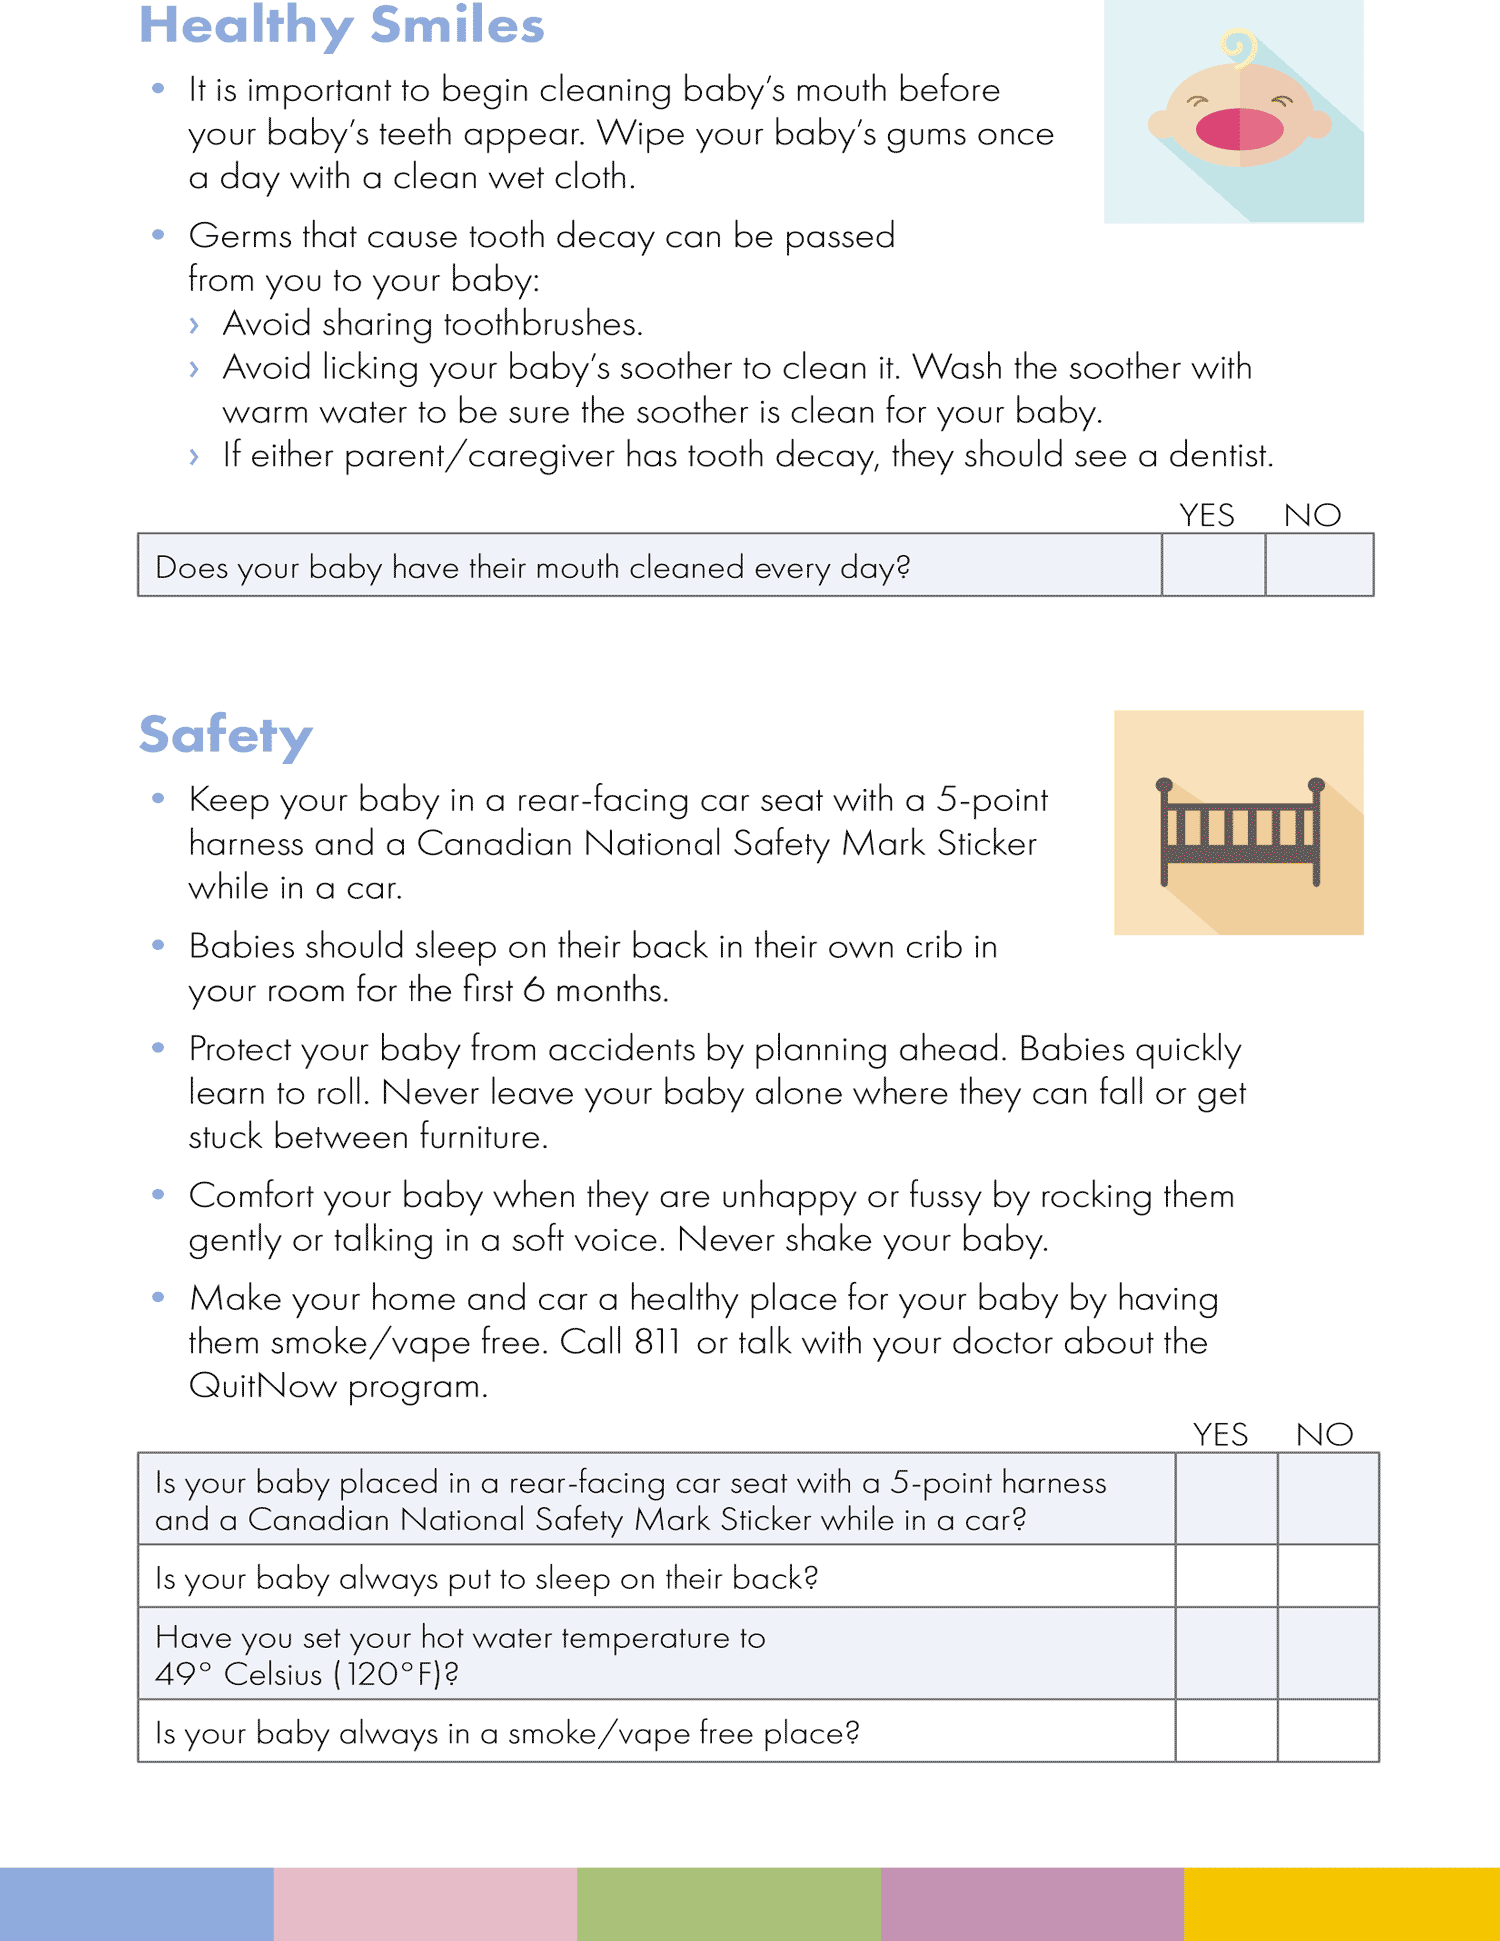 Healthy Smiles
• It is important to begin cleaning baby’s mouth before
your baby’s teeth appear. Wipe your baby’s gums once
a day with a clean wet cloth.
• Germs that cause tooth decay can be passed
from you to your baby:
› Avoid sharing toothbrushes.
› Avoid licking your baby’s soother to clean it. Wash the soother with
warm water to be sure the soother is clean for your baby.
› If either parent/caregiver has tooth decay, they should see a dentist.
YES NO
Does your baby have their mouth cleaned every day?
Safety
• Keep your baby in a rear-facing car seat with a 5-point
harness and a Canadian National Safety Mark Sticker
while in a car.
• Babies should sleep on their back in their own crib in
your room for the first 6 months.
• Protect your baby from accidents by planning ahead. Babies quickly
learn to roll. Never leave your baby alone where they can fall or get
stuck between furniture.
• Comfort your baby when they are unhappy or fussy by rocking them
gently or talking in a soft voice. Never shake your baby.
• Make your home and car a healthy place for your baby by having
them smoke/vape free. Call 811 or talk with your doctor about the
QuitNow program.
YES NO
Is your baby placed in a rear-facing car seat with a 5-point harness
and a Canadian National Safety Mark Sticker while in a car?
Is your baby always put to sleep on their back?
Have you set your hot water temperature to
49° Celsius (120°F)?
Is your baby always in a smoke/vape free place?